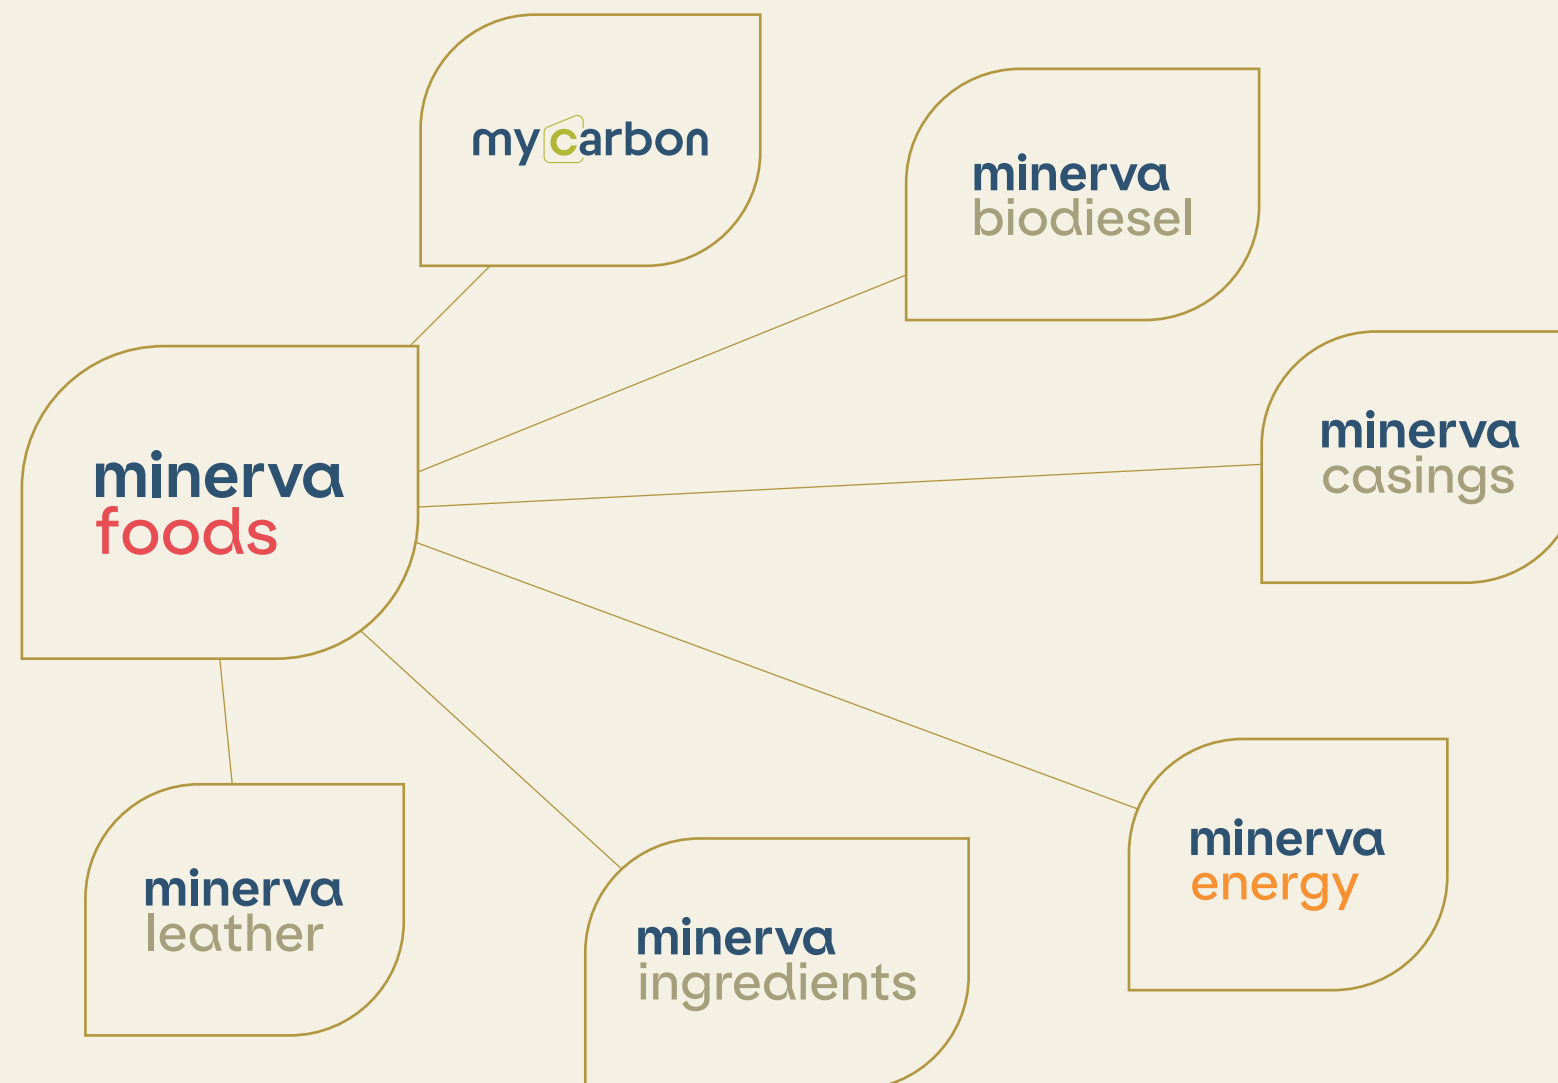 mycarbon
minerva
biodiesel
minerva
casings
minerva
foods
minerva
energy
minerva
leather
minerva
ingredients